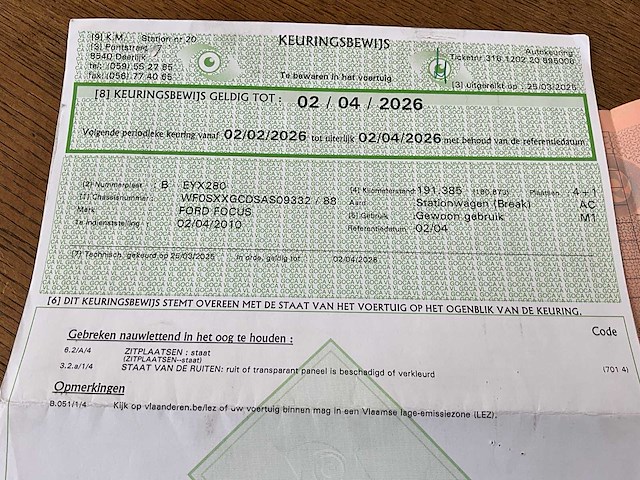 KEURINGSBEWIJS
(9) K.M. Station nr 20
(3) Pontstraat 7
8540 Deerlijk
tel: (059) 55 27 85
fax: (056) 77 40 65
Te bewaren in het voertuig
Autokeuring:
Ticketnr 318 1202 20 895006
(3) uitgereikt op : 25/03/2025
[8] KEURINGSBEWIJS GELDIG TOT : 02 / 04 / 2026
Volgende periodieke keuring vanaf 02/02/2026 tot uiterlijk 02/04/2026 met behoud van de referentiedatum.
(2) Nummerplaat : B EYX280
(1) Chassisnummer : WF0SXXGCDSAS09332 / 88
Merk FORD FOCUS
1e Indienststelling : 02/04/2010
(4) Kilometerstand 191.385 (180.873) Plaatsen 4 + 1
Aard Stationwagen (Break) AC
(5) Gebruik :Gewoon gebruik M1
Referentiedatum 02/04
(7) Technisch gekeurd op 25/03/2025 In orde, geldig tot 02/04/2026
[6] DIT KEURINGSBEWIJS STEMT OVEREEN MET DE STAAT VAN HET VOERTUIG OP HET OGENBLIK VAN DE KEURING.
Gebreken nauwlettend in het oog te houden :
Code
6.2/A/4 ZITPLAATSEN : staat
(ZITPLAATSEN--staat)
3.2.a/1/4 STAAT VAN DE RUITEN: ruit of transparant paneel is beschadigd of verkleurd (701 4)
Opmerkingen
B.051/1/4 Kijk op vlaanderen.be/lez of uw voertuig binnen mag in een Vlaamse lage-emissiezone (LEZ).